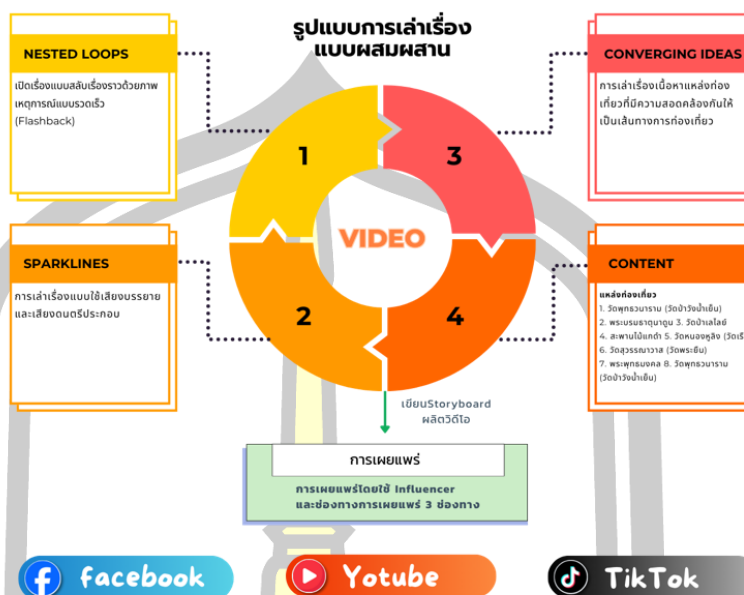 รูปแบบการเล่าเรื่อง
แบบผสมผสาน
NESTED LOOPS
เปิดเรื่องแบบสลับเรื่องราวด้วยภาพ
เหตุการณ์แบบรวดเร็ว
(Flashback)
CONVERGING IDEAS
การเล่าเรื่องเนื้อหาแหล่งท่อง
เที่ยวที่มีความสอดคล้องกันให้
เป็นเส้นทางการท่องเที่ยว
1
3
VIDEO
2
4
SPARKLINES
การเล่าเรื่องแบบใช้เสียงบรรยาย
และเสียงดนตรีประกอบ
CONTENT
แหล่งท่องเที่ยว
1. วัดพุทธวนาราม (วัดป่าวังน้ำเย็น)
2. พระบรมธาตุนาดูน 3. วัดป่าเลไลย์
4. สะพานไม้แกดำ 5. วัดหนองหูลิง
6. วัดสุวรรณาวาส (วัดพระยืน)
7. พระพุทธมงคล 8. วัดพุทธวนาราม
(วัดป่าวังน้ำเย็น)
เขียนStoryboard
ผลิตวิดีโอ
การเผยแพร่
การเผยแพร่โดยใช้ Influencer
และช่องทางการเผยแพร่ 3 ช่องทาง
facebook
Yotube
TikTok